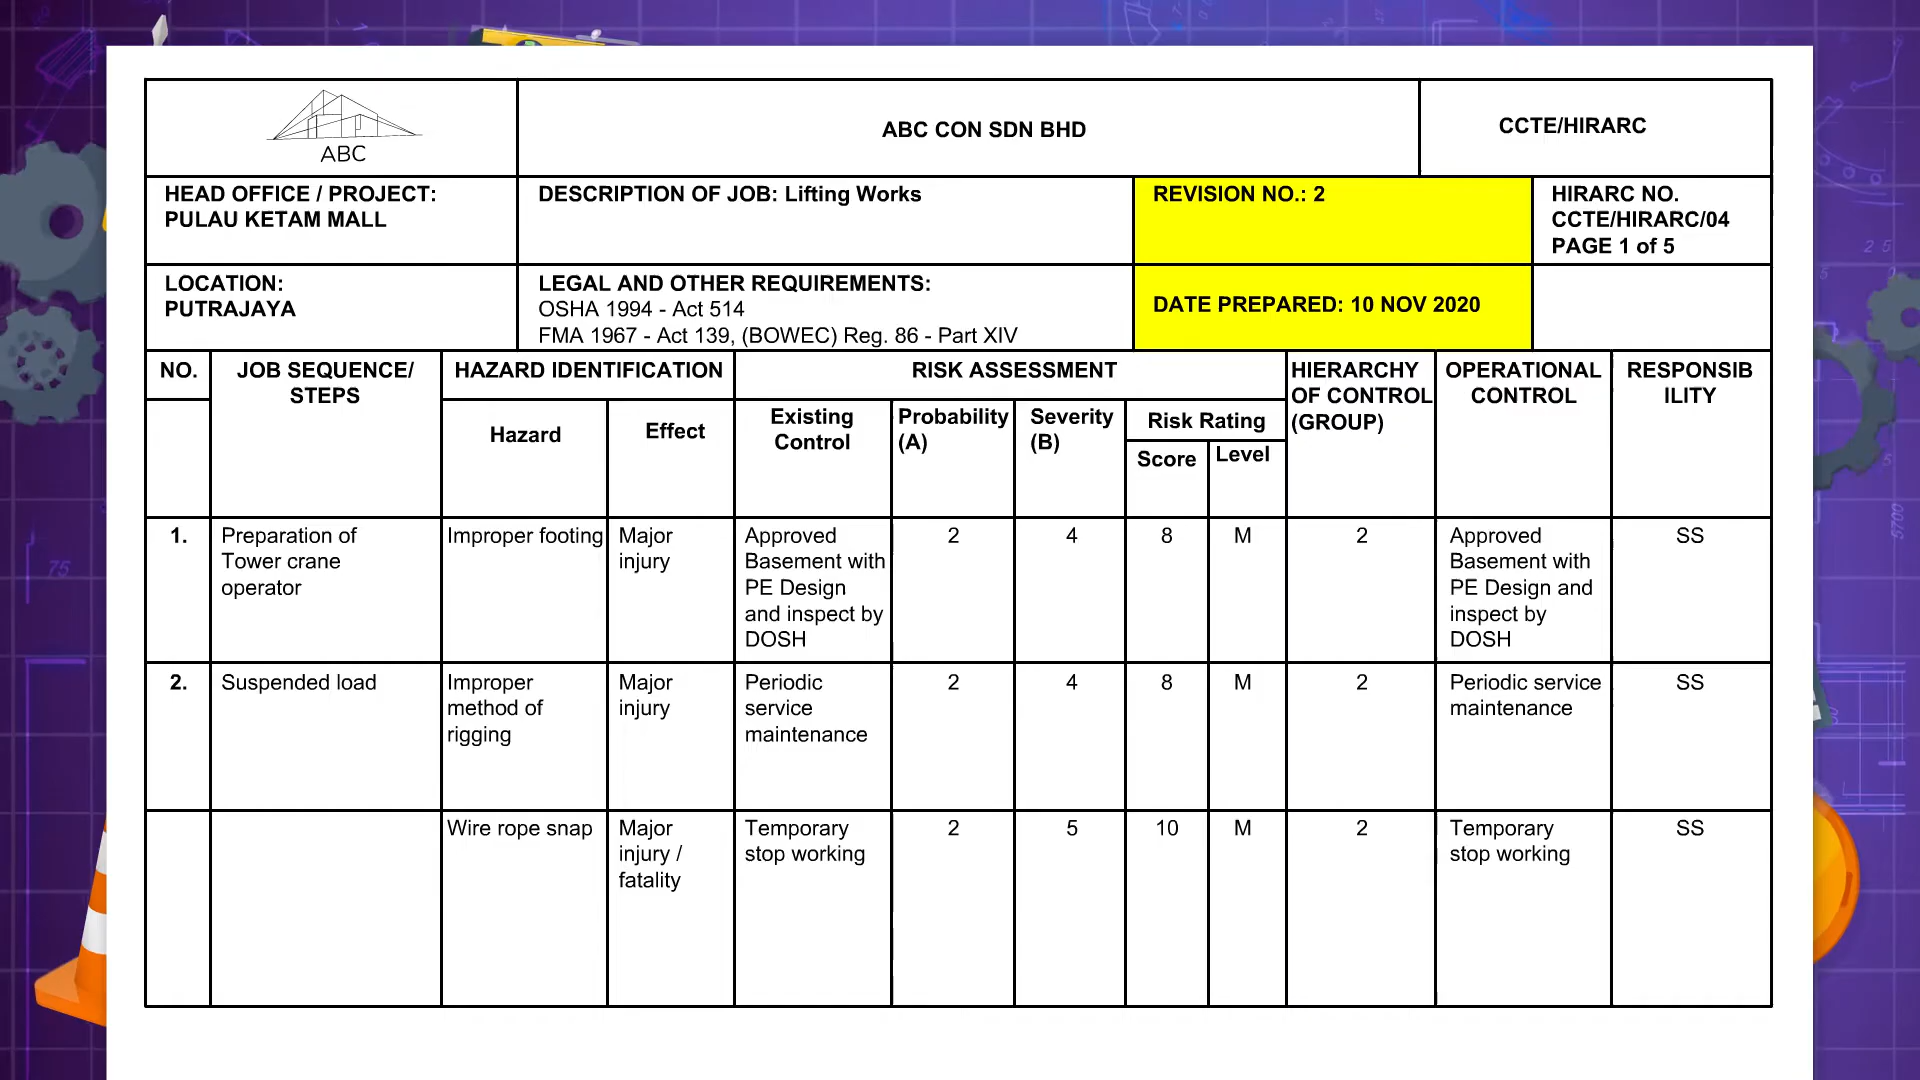 ABC
ABC CON SDN BHD
CCTE/HIRARC
HEAD OFFICE / PROJECT:
PULAU KETAM MALL
DESCRIPTION OF JOB: Lifting Works
REVISION NO.: 2
HIRARC NO.
CCTE/HIRARC/04
PAGE 1 of 5
LOCATION:
PUTRAJAYA
LEGAL AND OTHER REQUIREMENTS:
OSHA 1994 - Act 514
FMA 1967 - Act 139, (BOWEC) Reg. 86 - Part XIV
DATE PREPARED: 10 NOV 2020
NO.
JOB SEQUENCE/
STEPS
HAZARD IDENTIFICATION
RISK ASSESSMENT
HIERARCHY
OF CONTROL
(GROUP)
OPERATIONAL
CONTROL
RESPONSIB
ILITY
Hazard
Effect
Existing
Control
Probability
(A)
Severity
(B)
Risk Rating
Score
Level
1.
Preparation of
Tower crane
operator
Improper footing
Major
injury
Approved
Basement with
PE Design
and inspect by
DOSH
2
4
8
M
2
Approved
Basement with
PE Design and
inspect by
DOSH
SS
2.
Suspended load
Improper
method of
rigging
Major
injury
Periodic
service
maintenance
2
4
8
M
2
Periodic service
maintenance
SS
Wire rope snap
Major
injury /
fatality
Temporary
stop working
2
5
10
M
2
Temporary
stop working
SS
75
2 5
5
5
5700